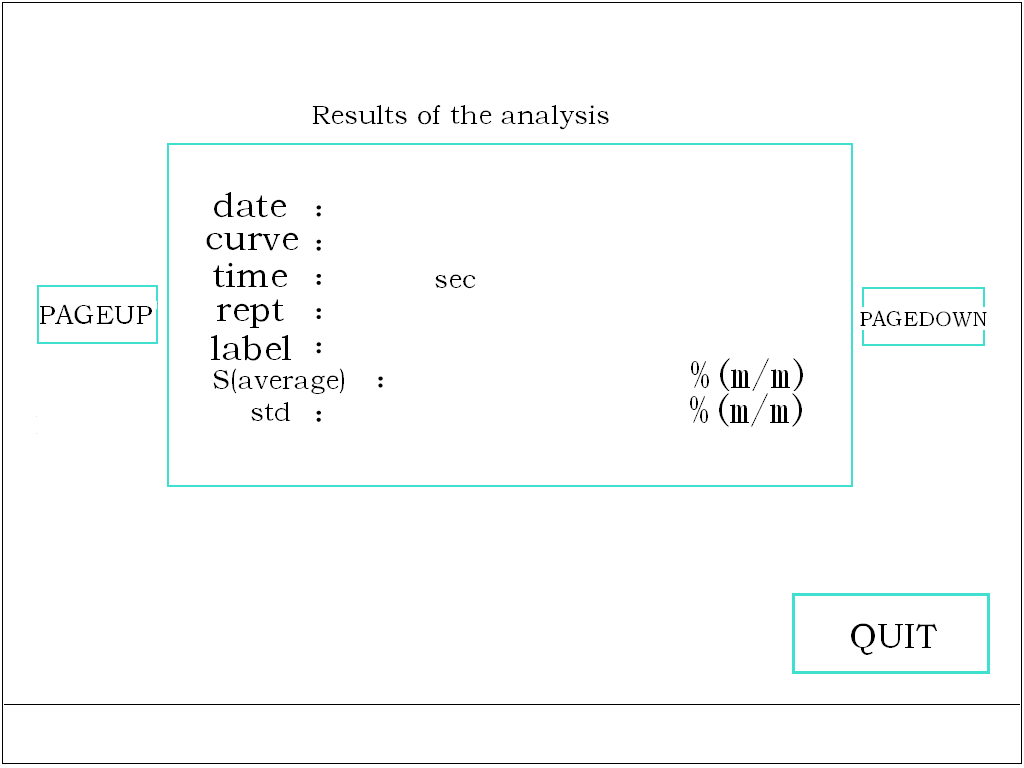 Results of the analysis
date :
curve :
time : sec
rept :
label :
S(average) : %(m/m)
std : %(m/m)
PAGEUP
PAGEDOWN
QUIT